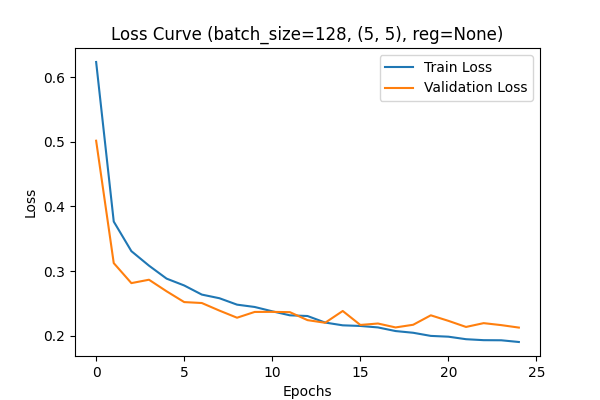 Loss Curve (batch_size=128, (5, 5), reg=None)
Train Loss
Validation Loss
0.6
0.5
0.4
0.3
0.2
Loss
0 5 10 15 20 25
Epochs